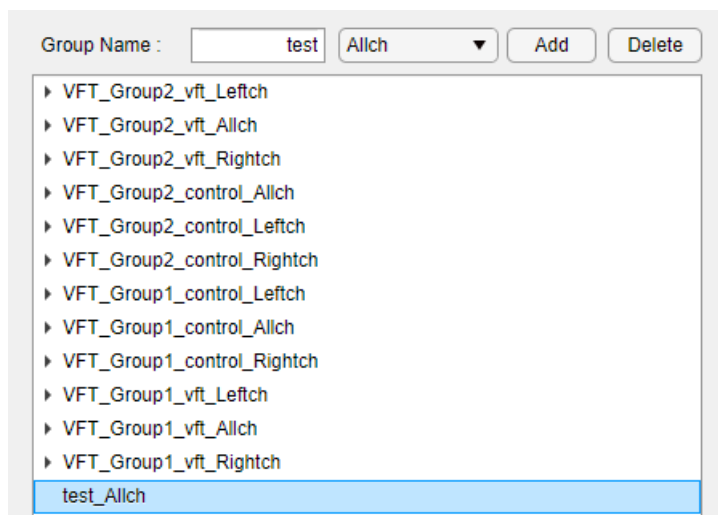 Group Name : test Allch Add Delete
VFT_Group2_vft_Leftch
VFT_Group2_vft_Allch
VFT_Group2_vft_Rightch
VFT_Group2_control_Allch
VFT_Group2_control_Leftch
VFT_Group2_control_Rightch
VFT_Group1_control_Leftch
VFT_Group1_control_Allch
VFT_Group1_control_Rightch
VFT_Group1_vft_Leftch
VFT_Group1_vft_Allch
VFT_Group1_vft_Rightch
test_Allch